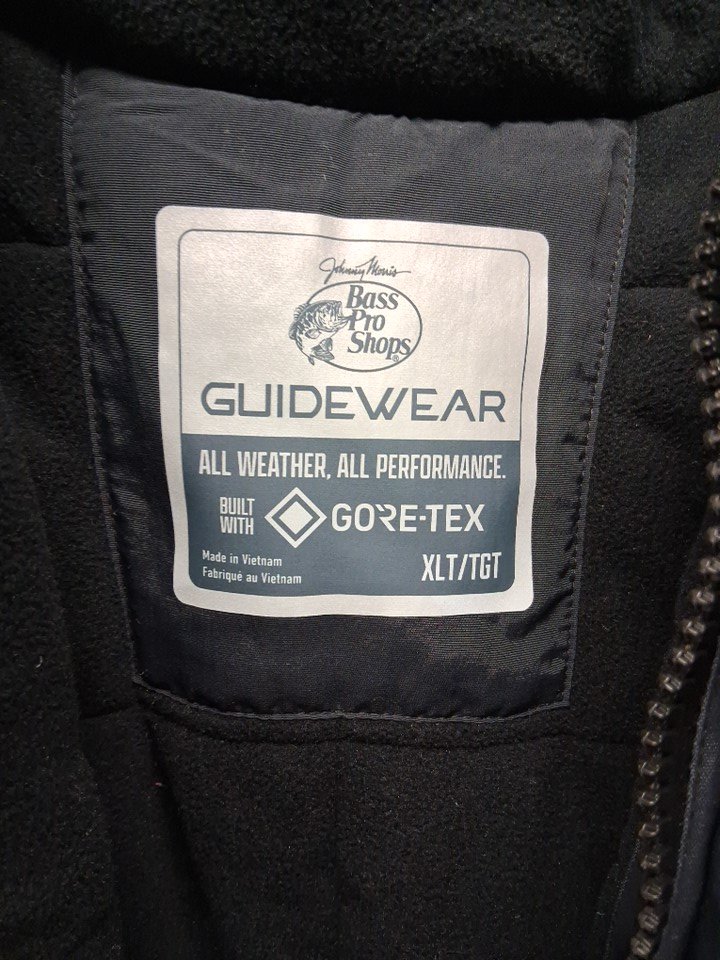 Johnny Morris
Bass
Pro
Shops®
GUIDEWEAR
ALL WEATHER, ALL PERFORMANCE.
BUILT
WITH
GORE-TEX
Made in Vietnam
Fabriqué au Vietnam
XLT/TGT